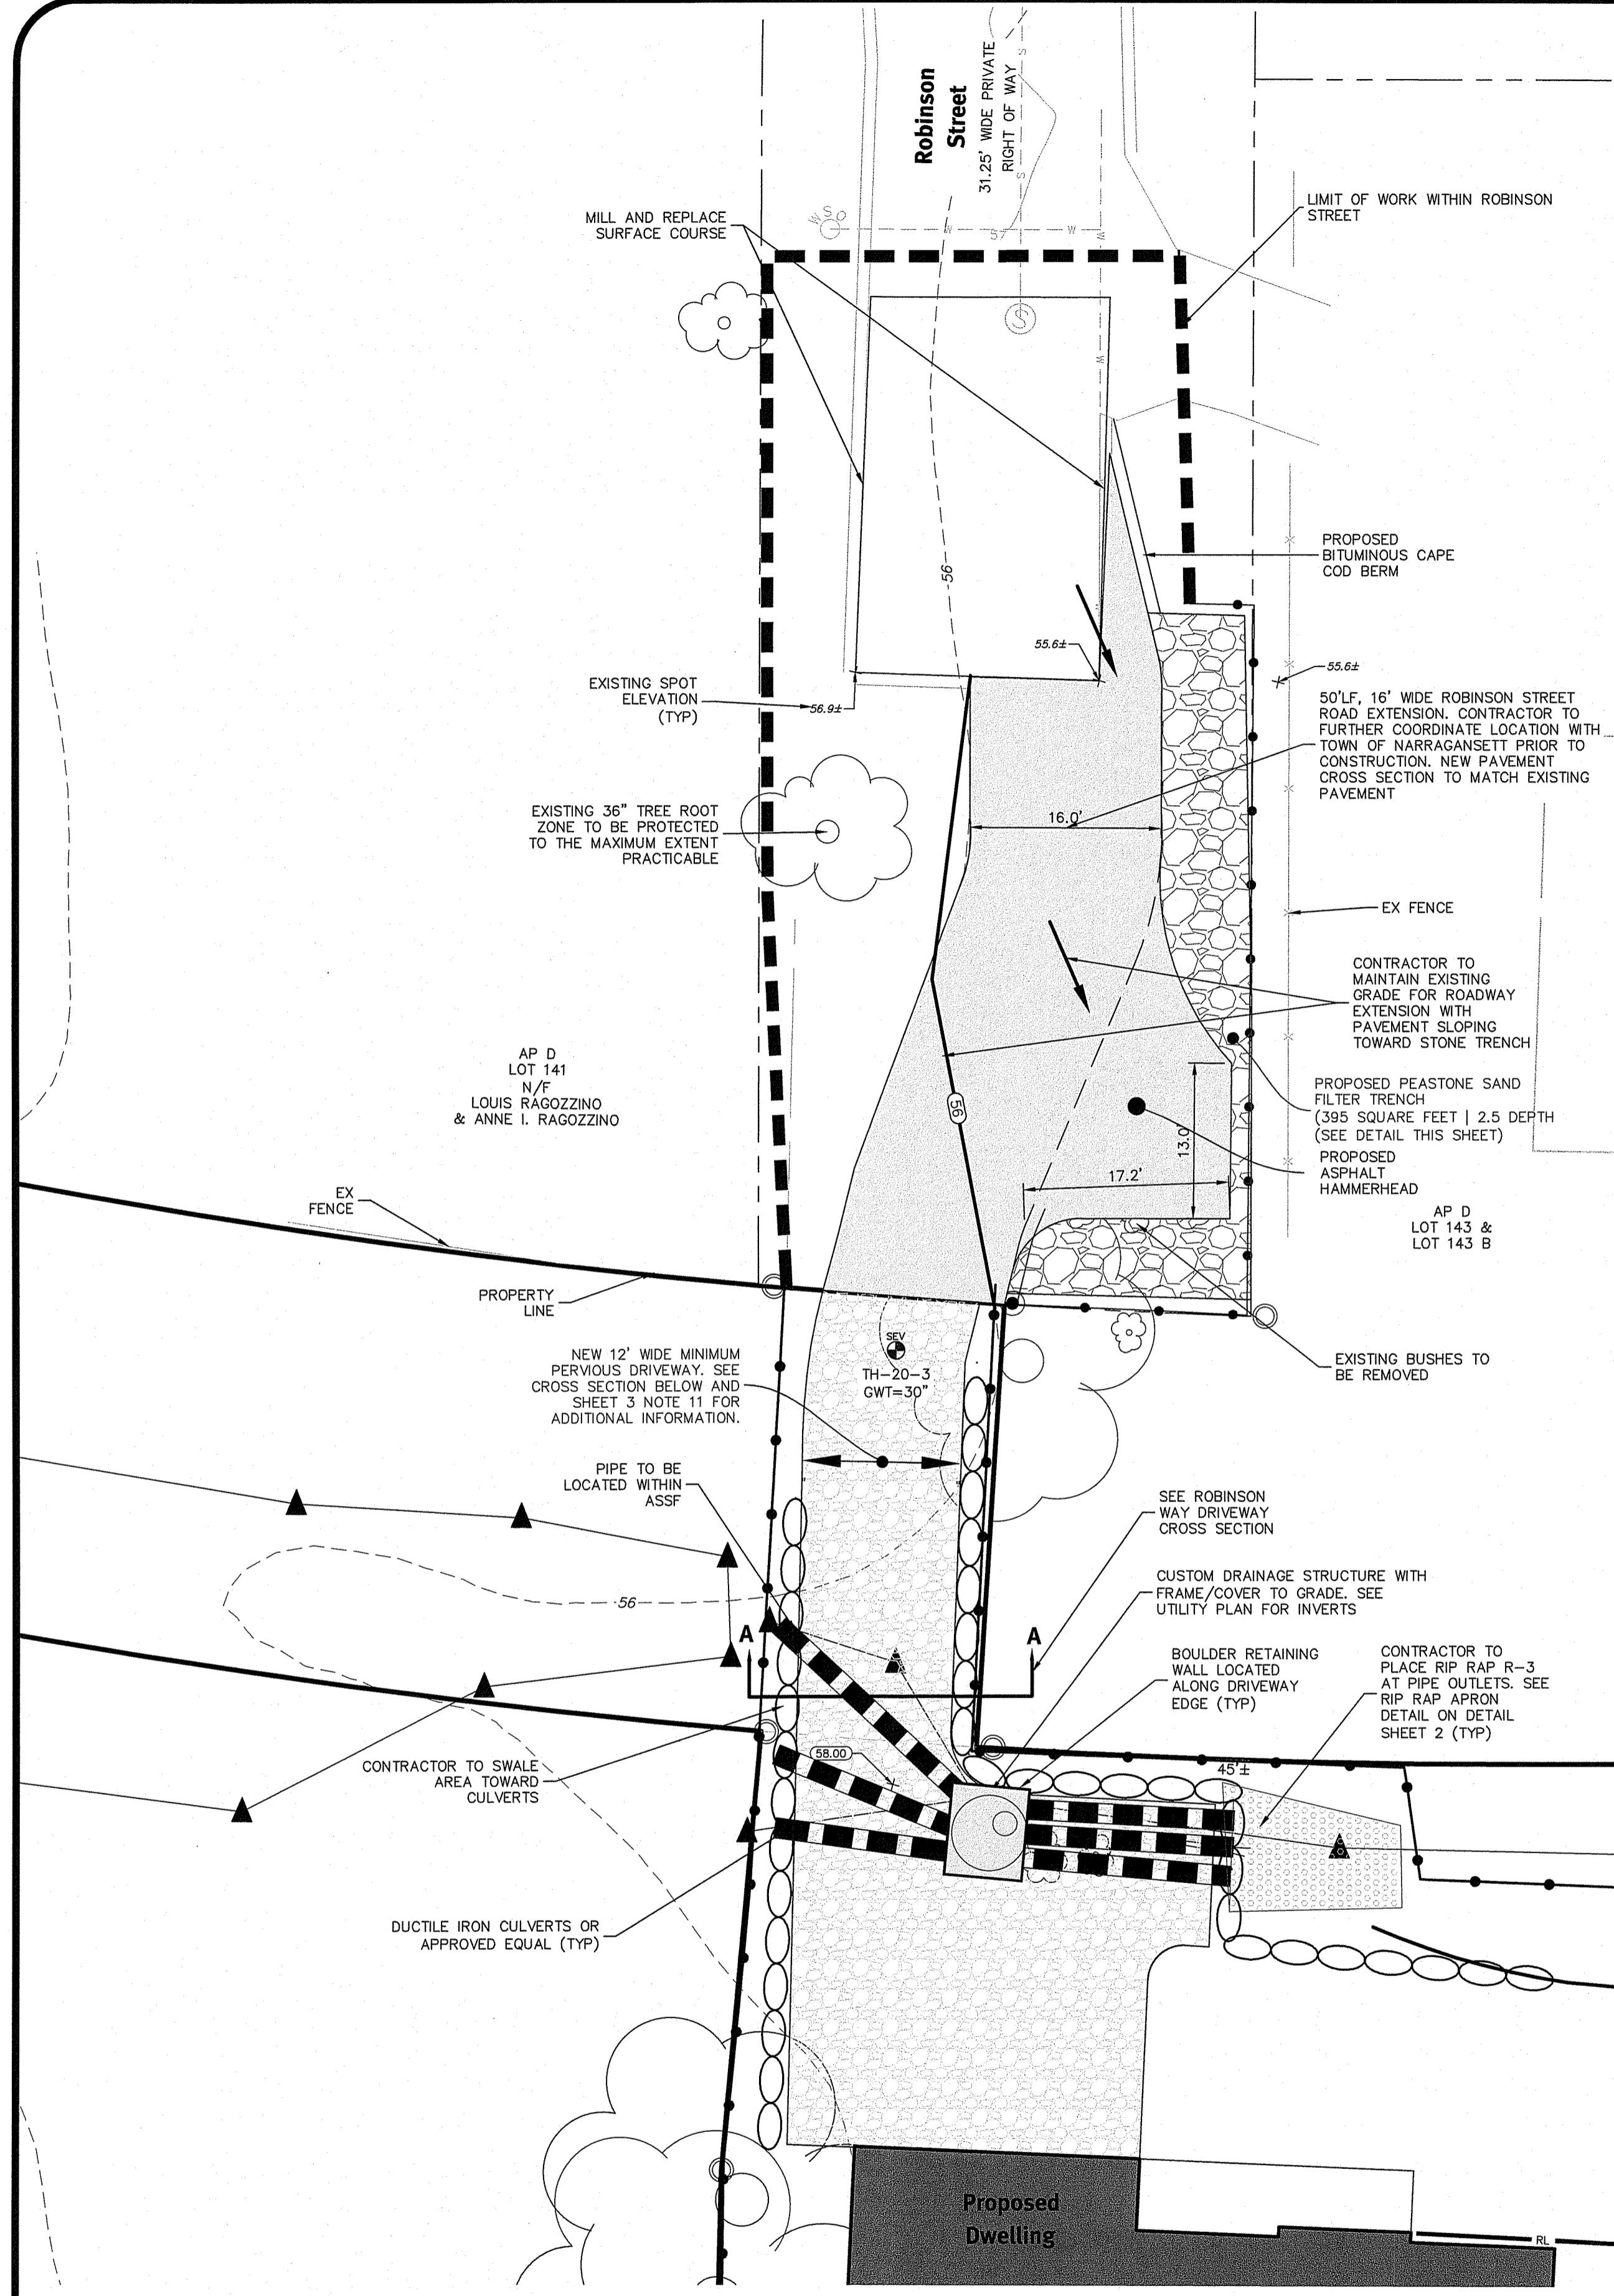 Robinson
Street
31.25' WIDE PRIVATE
RIGHT OF WAY
S
S
S
W S O
W
S
W
W
W
S
MILL AND REPLACE
SURFACE COURSE
LIMIT OF WORK WITHIN ROBINSON
STREET
PROPOSED
BITUMINOUS CAPE
COD BERM
56
55.6±
55.6±
EXISTING SPOT
ELEVATION
(TYP)
56.9±
50'LF, 16' WIDE ROBINSON STREET
ROAD EXTENSION. CONTRACTOR TO
FURTHER COORDINATE LOCATION WITH
TOWN OF NARRAGANSETT PRIOR TO
CONSTRUCTION. NEW PAVEMENT
CROSS SECTION TO MATCH EXISTING
PAVEMENT
EXISTING 36" TREE ROOT
ZONE TO BE PROTECTED
TO THE MAXIMUM EXTENT
PRACTICABLE
16.0'
EX FENCE
CONTRACTOR TO
MAINTAIN EXISTING
GRADE FOR ROADWAY
EXTENSION WITH
PAVEMENT SLOPING
TOWARD STONE TRENCH
AP D
LOT 141
N/F
LOUIS RAGOZZINO
& ANNE I. RAGOZZINO
56
PROPOSED PEASTONE SAND
FILTER TRENCH
(395 SQUARE FEET | 2.5 DEPTH
(SEE DETAIL THIS SHEET)
13.0'
17.2'
PROPOSED
ASPHALT
HAMMERHEAD
AP D
LOT 143 &
LOT 143 B
EX
FENCE
PROPERTY
LINE
NEW 12' WIDE MINIMUM
PERVIOUS DRIVEWAY. SEE
CROSS SECTION BELOW AND
SHEET 3 NOTE 11 FOR
ADDITIONAL INFORMATION.
SEV
TH-20-3
GWT=30"
EXISTING BUSHES TO
BE REMOVED
PIPE TO BE
LOCATED WITHIN
ASSF
SEE ROBINSON
WAY DRIVEWAY
CROSS SECTION
56
CUSTOM DRAINAGE STRUCTURE WITH
FRAME/COVER TO GRADE. SEE
UTILITY PLAN FOR INVERTS
A
A
BOULDER RETAINING
WALL LOCATED
ALONG DRIVEWAY
EDGE (TYP)
CONTRACTOR TO
PLACE RIP RAP R-3
AT PIPE OUTLETS. SEE
RIP RAP APRON
DETAIL ON DETAIL
SHEET 2 (TYP)
CONTRACTOR TO SWALE
AREA TOWARD
CULVERTS
58.00
45'±
DUCTILE IRON CULVERTS OR
APPROVED EQUAL (TYP)
Proposed
Dwelling
RL